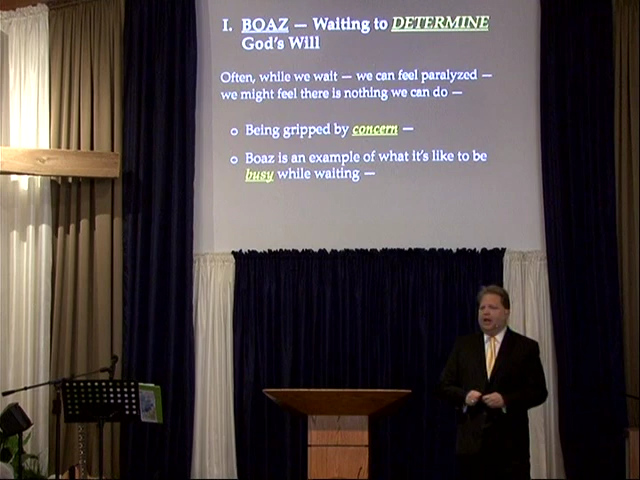 I. BOAZ — Waiting to DETERMINE
God's Will
Often, while we wait — we can feel paralyzed —
we might feel there is nothing we can do —
o Being gripped by concern —
o Boaz is an example of what it's like to be
busy while waiting —